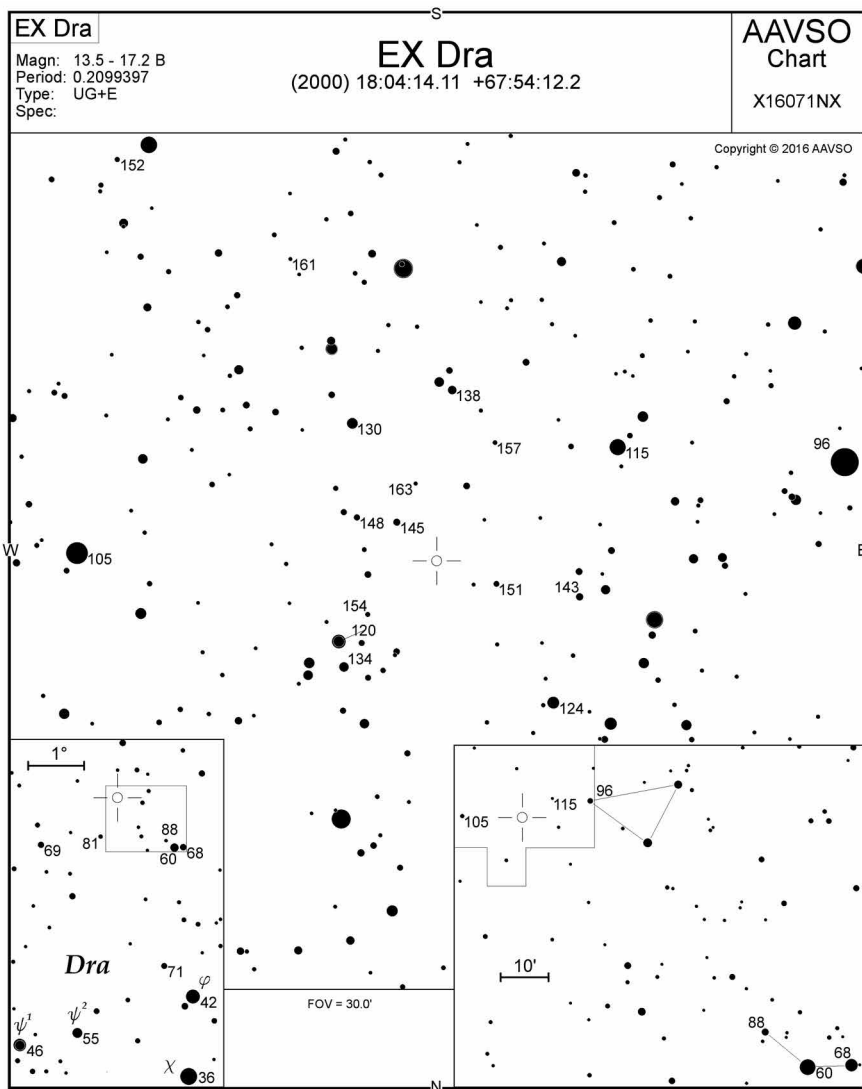 S
EX Dra
Magn: 13.5 - 17.2 B
Period: 0.2099397
Type: UG+E
Spec:
EX Dra
(2000) 18:04:14.11 +67:54:12.2
AAVSO
Chart
X16071NX
Copyright © 2016 AAVSO
152
161
138
130
157
115
96
163
148
145
W
E
105
151
143
154
120
134
124
1°
88
81
69
60
68
Dra
71
φ
42
ψ¹
ψ²
55
46
χ
36
FOV = 30.0'
96
115
105
10'
88
68
60
N